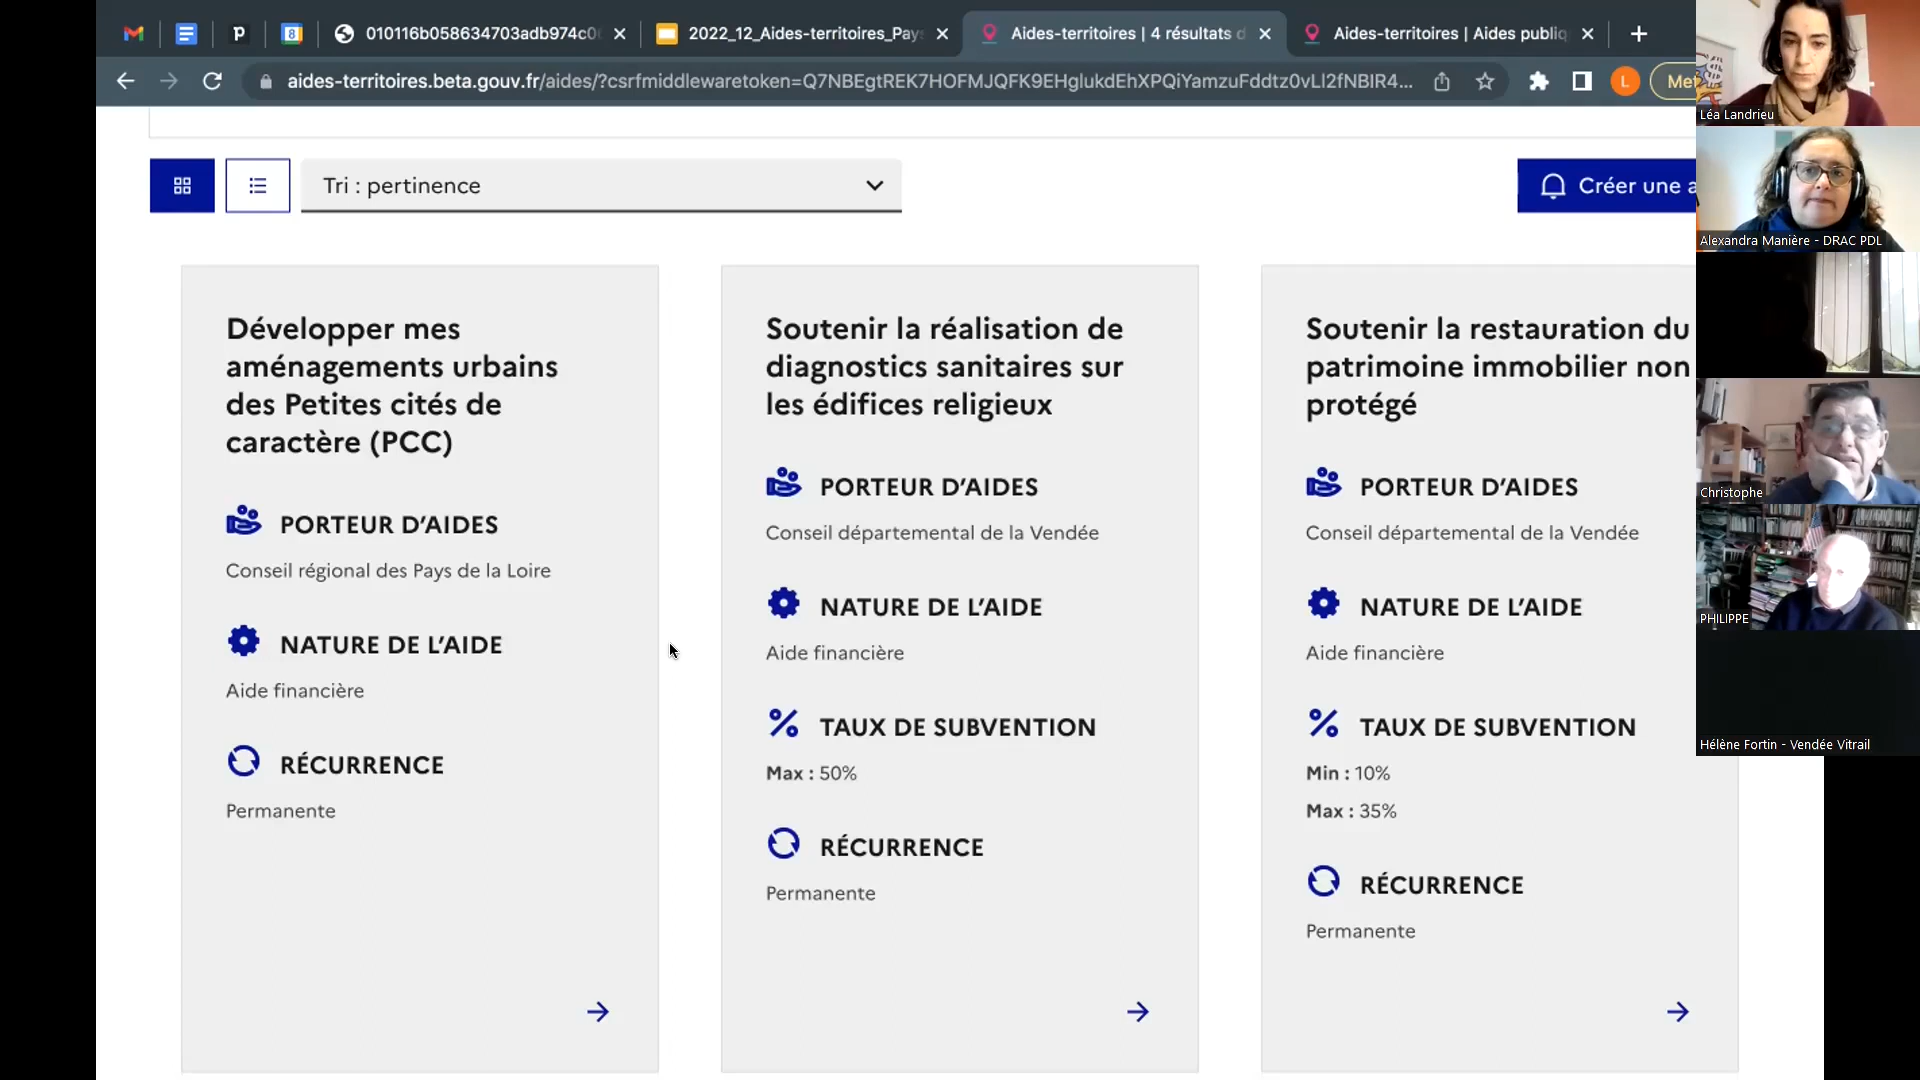 010116b058634703adb974c0
2022_12_Aides-territoires_Pay
Aides-territoires | 4 résultats d
Aides-territoires | Aides publiq
aides-territoires.beta.gouv.fr/aides/?csrfmiddlewaretoken=Q7NBEgtREK7HOFMJQFK9EHglukdEhXPQiYamzuFddtz0vLl2fNBIR4...
L
Met
Tri : pertinence
Créer une a
Développer mes
aménagements urbains
des Petites cités de
caractère (PCC)
PORTEUR D’AIDES
Conseil régional des Pays de la Loire
NATURE DE L’AIDE
Aide financière
RÉCURRENCE
Permanente
Soutenir la réalisation de
diagnostics sanitaires sur
les édifices religieux
PORTEUR D’AIDES
Conseil départemental de la Vendée
NATURE DE L’AIDE
Aide financière
TAUX DE SUBVENTION
Max : 50%
RÉCURRENCE
Permanente
Soutenir la restauration du
patrimoine immobilier non
protégé
PORTEUR D’AIDES
Conseil départemental de la Vendée
NATURE DE L’AIDE
Aide financière
TAUX DE SUBVENTION
Min : 10%
Max : 35%
RÉCURRENCE
Permanente
Léa Landrieu
Alexandra Manière - DRAC PDL
Christophe
PHILIPPE
Hélène Fortin - Vendée Vitrail